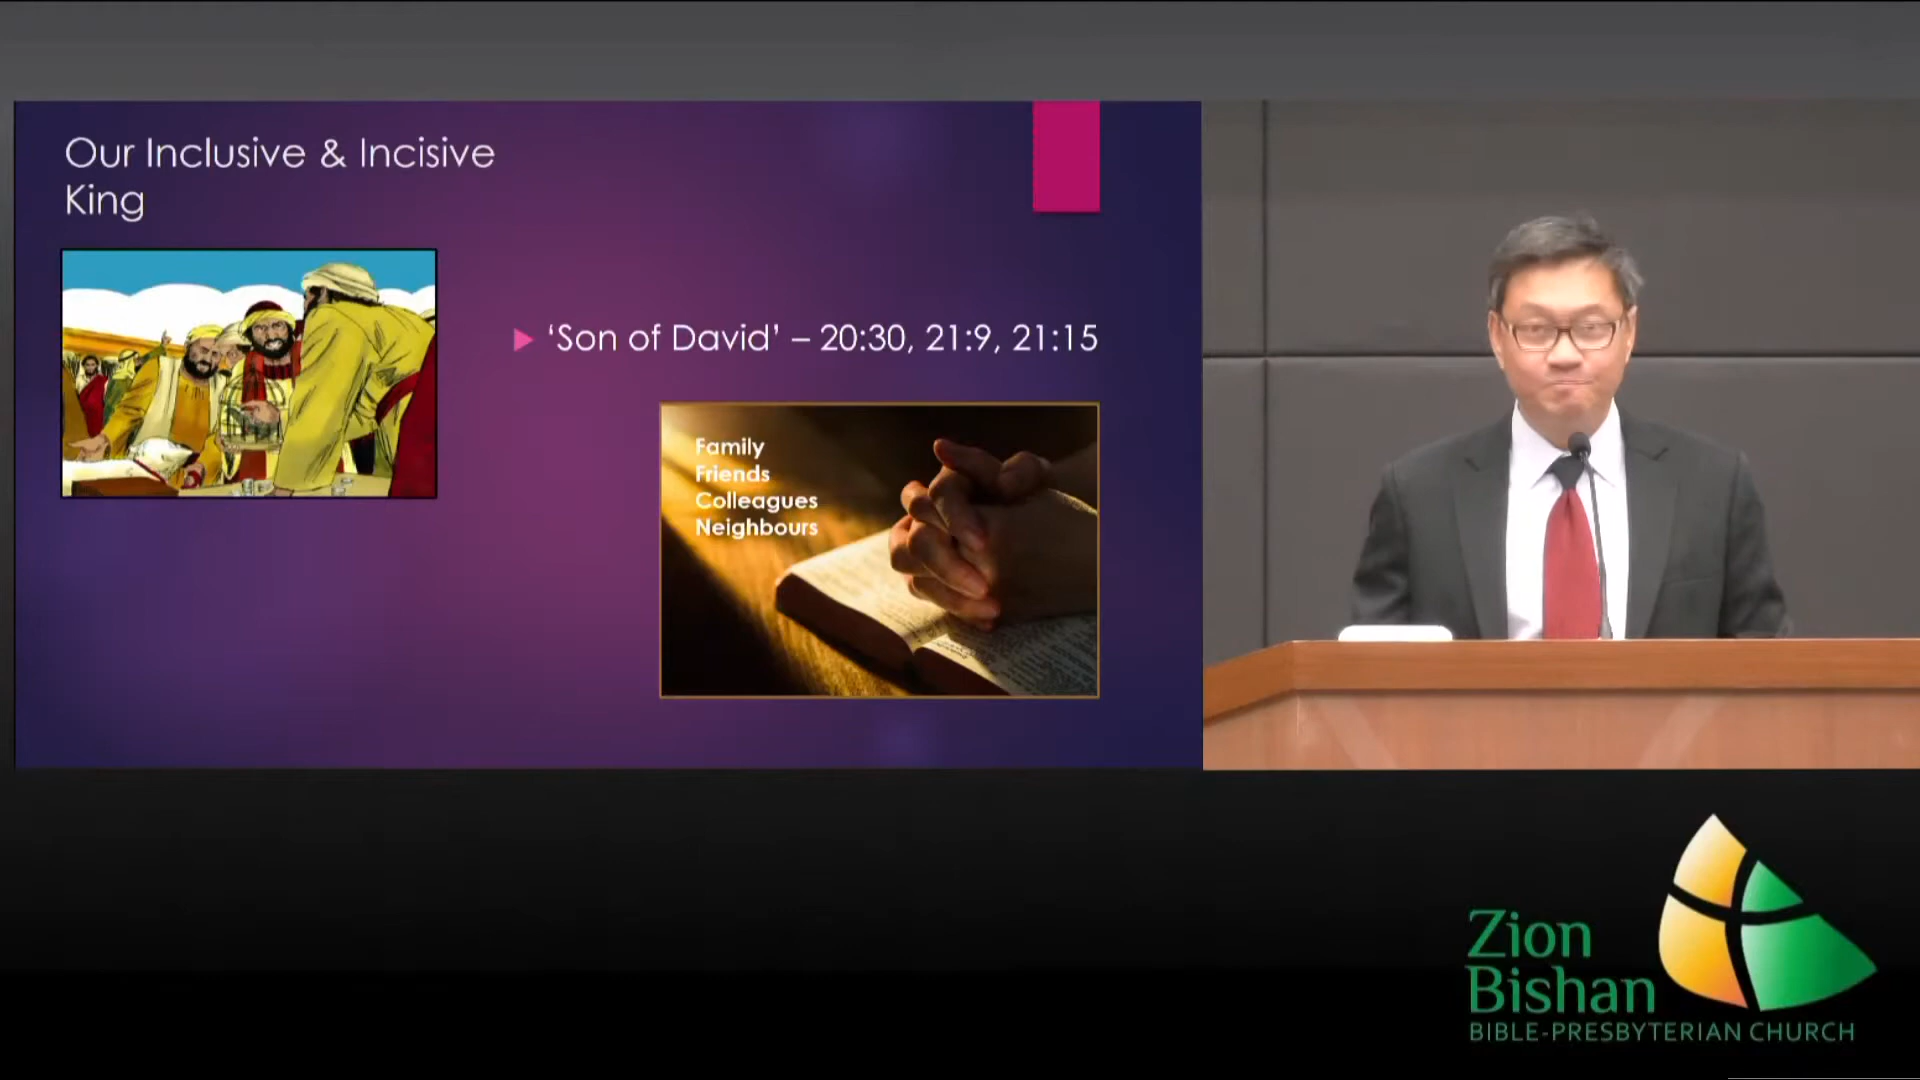 Our Inclusive & Incisive
King
‘Son of David’ – 20:30, 21:9, 21:15
Family
Friends
Colleagues
Neighbours
Zion
Bishan
BIBLE-PRESBYTERIAN CHURCH